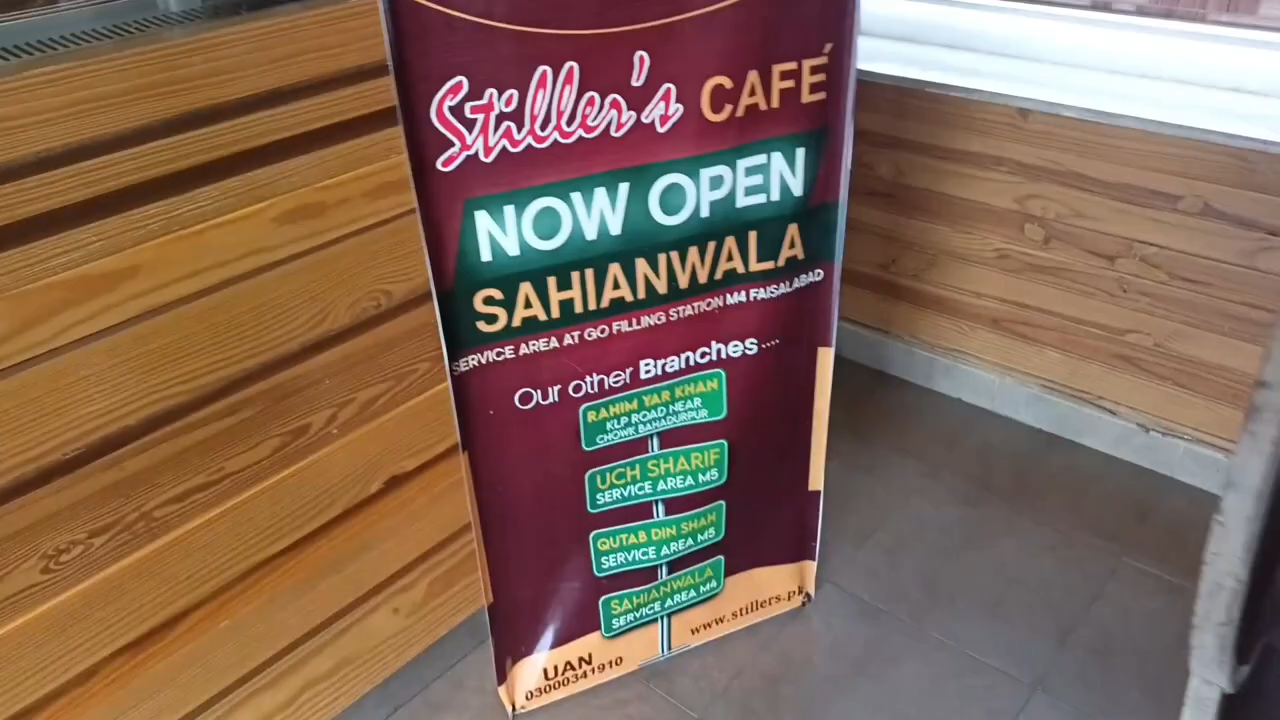 Stiller's CAFÉ
NOW OPEN
SAHIANWALA
SERVICE AREA AT GO FILLING STATION M4 FAISALABAD
Our other Branches....
RAHIM YAR KHAN
KLP ROAD NEAR
CHOWK BAHADURPUR
UCH SHARIF
SERVICE AREA M5
QUTAB DIN SHAH
SERVICE AREA M5
SAHIANWALA
SERVICE AREA M4
www.stillers.pk
UAN
03000341910